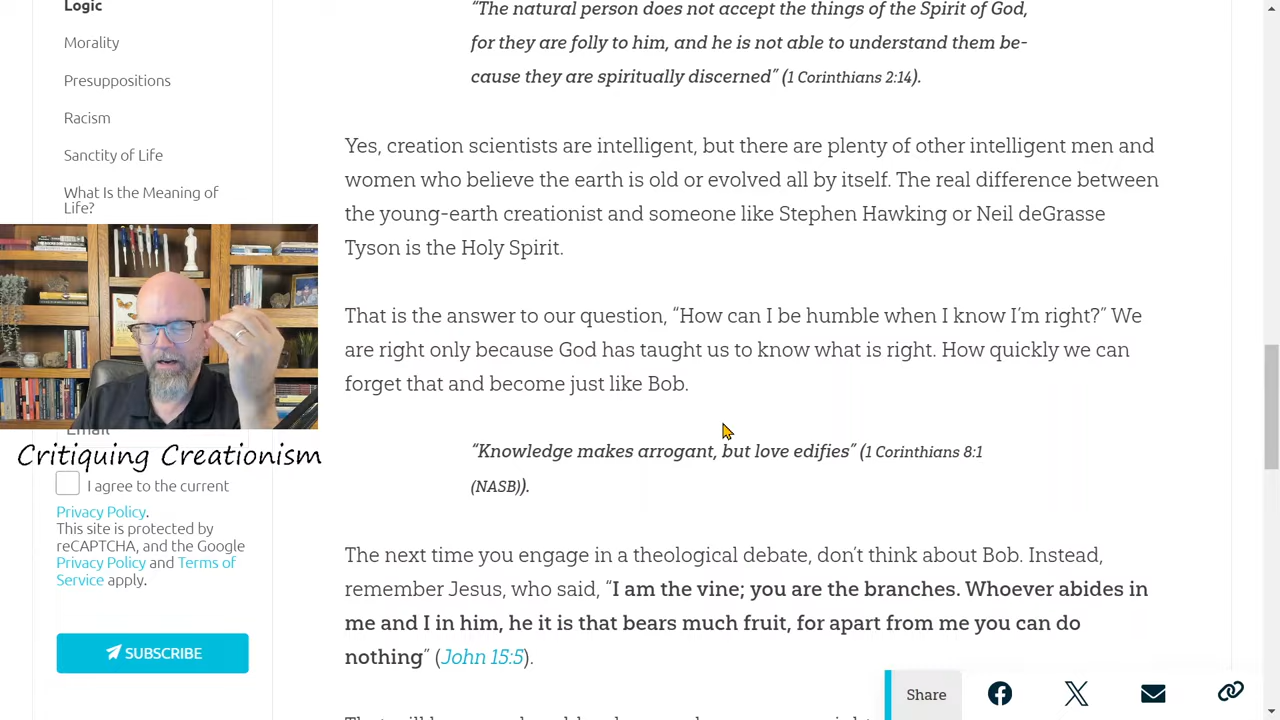 Logic
Morality
Presuppositions
Racism
Sanctity of Life
What Is the Meaning of
Life?
Critiquing Creationism
I agree to the current
Privacy Policy.
This site is protected by
reCAPTCHA, and the Google
Privacy Policy and Terms of
Service apply.
SUBSCRIBE
“The natural person does not accept the things of the Spirit of God,
for they are folly to him, and he is not able to understand them be-
cause they are spiritually discerned” (1 Corinthians 2:14).
Yes, creation scientists are intelligent, but there are plenty of other intelligent men and
women who believe the earth is old or evolved all by itself. The real difference between
the young-earth creationist and someone like Stephen Hawking or Neil deGrasse
Tyson is the Holy Spirit.
That is the answer to our question, “How can I be humble when I know I’m right?” We
are right only because God has taught us to know what is right. How quickly we can
forget that and become just like Bob.
“Knowledge makes arrogant, but love edifies” (1 Corinthians 8:1
(NASB)).
The next time you engage in a theological debate, don’t think about Bob. Instead,
remember Jesus, who said, “I am the vine; you are the branches. Whoever abides in
me and I in him, he it is that bears much fruit, for apart from me you can do
nothing” (John 15:5).
Share